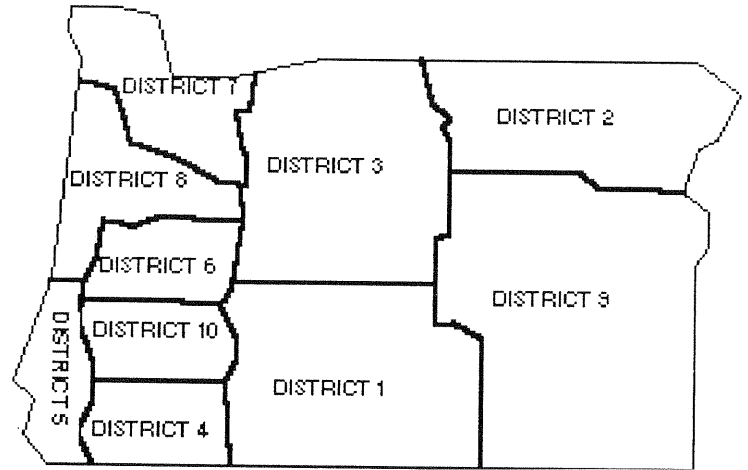 DISTRICT 7
DISTRICT 2
DISTRICT 3
DISTRICT 8
DISTRICT 6
DISTRICT 9
DISTRICT 5
DISTRICT 10
DISTRICT 1
DISTRICT 4